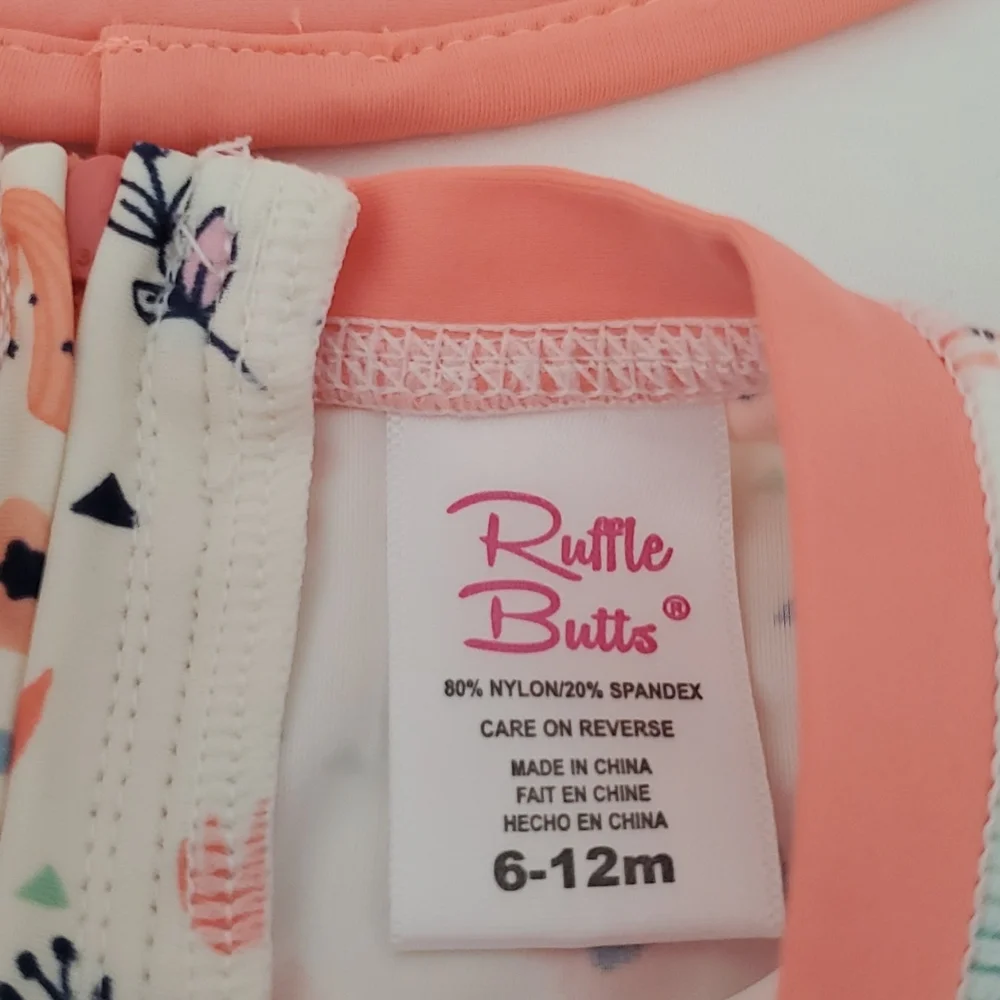 Ruffle
Butts®
80% NYLON/20% SPANDEX
CARE ON REVERSE
MADE IN CHINA
FAIT EN CHINE
HECHO EN CHINA
6-12m